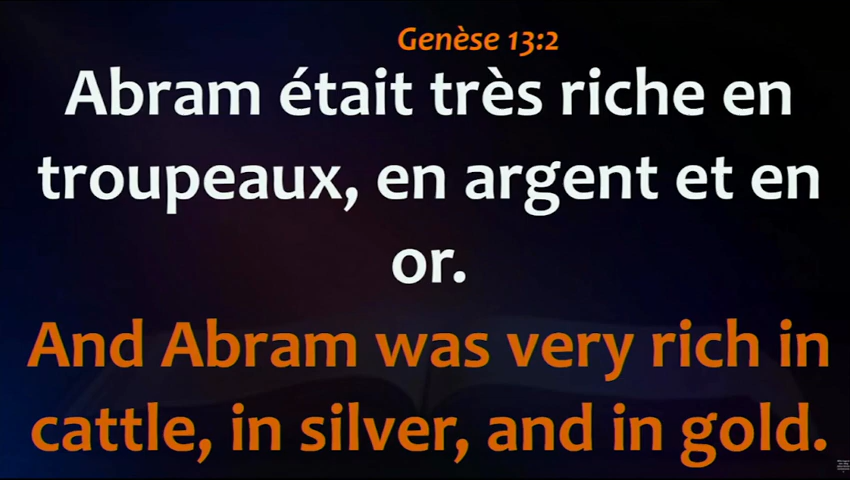 Genèse 13:2
Abram était très riche en
troupeaux, en argent et en
or.
And Abram was very rich in
cattle, in silver, and in gold.